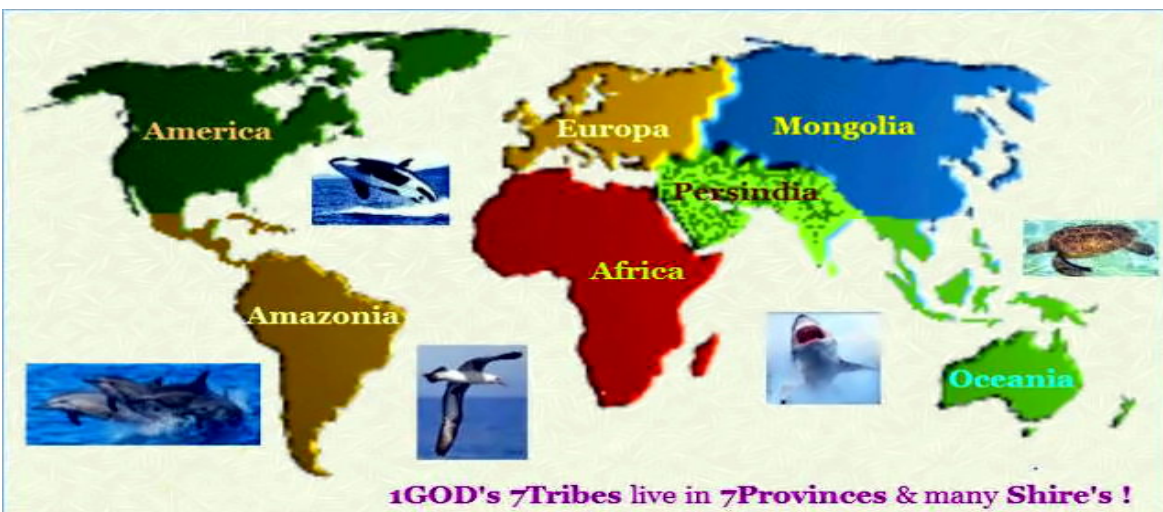 America
Europa
Mongolia
Persindia
Africa
Amazonia
Oceania
1GOD's 7Tribes live in 7Provinces & many Shire's !